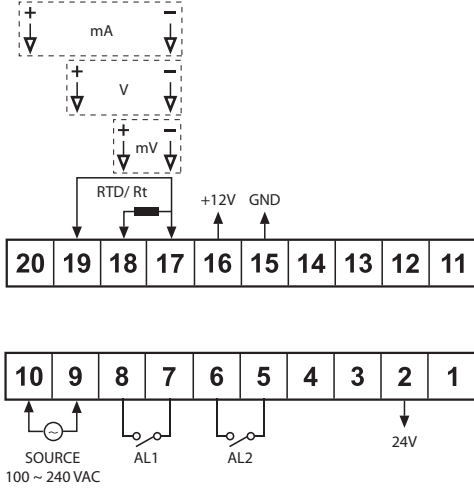 + −
mA
+ −
V
+ −
mV
RTD/ Rt
+12V GND
20 19 18 17 16 15 14 13 12 11
10 9 8 7 6 5 4 3 2 1
~
SOURCE
100 ~ 240 VAC
AL1
AL2
24V